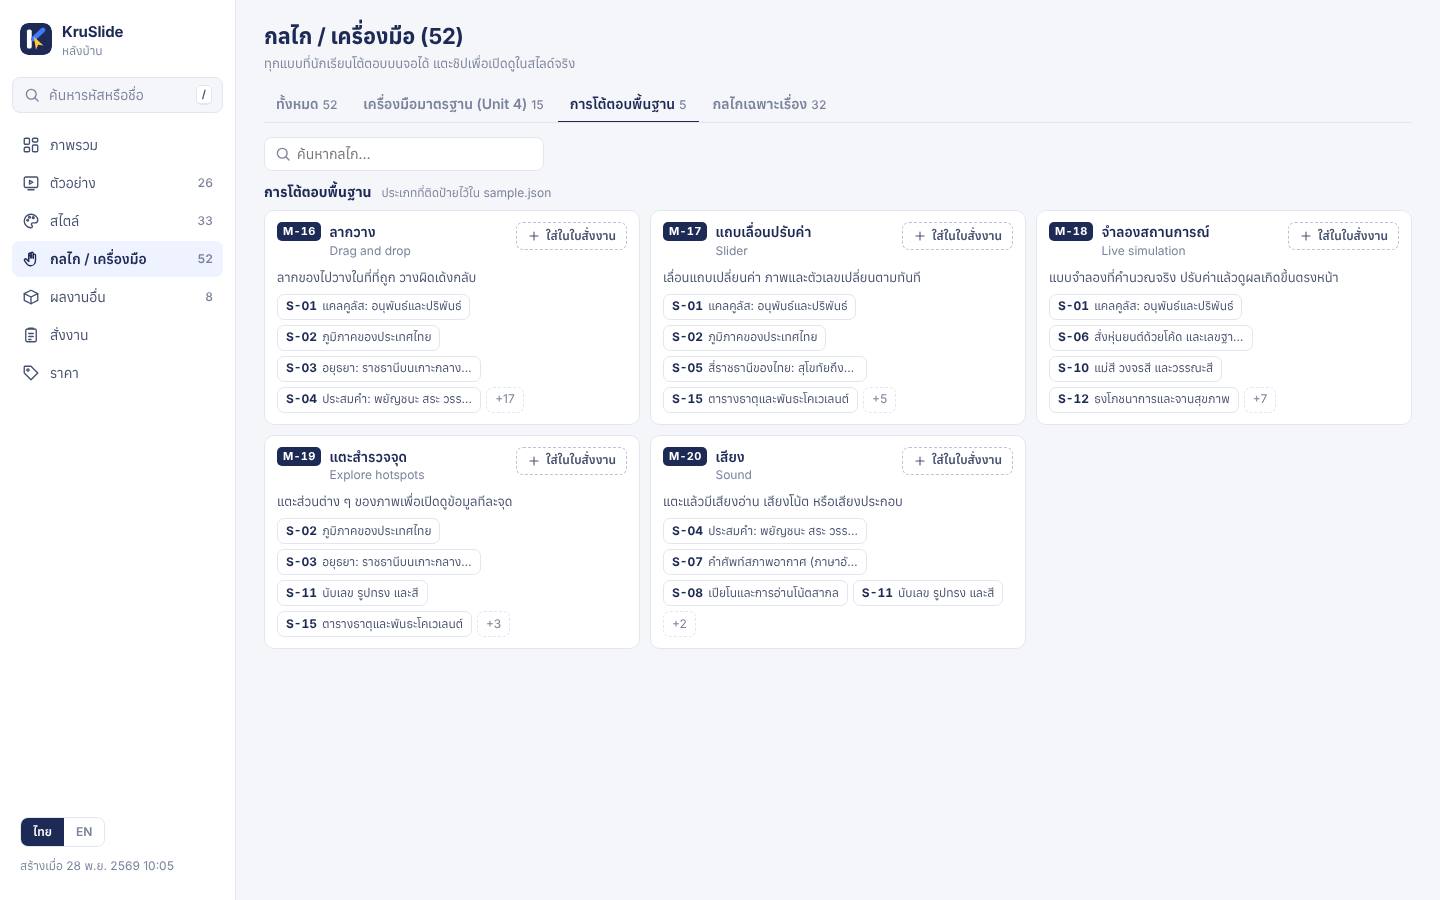 KruSlide
หลังบ้าน
ค้นหารหัสหรือชื่อ /
ภาพรวม
ตัวอย่าง 26
สไตล์ 33
กลไก / เครื่องมือ 52
ผลงานอื่น 8
สั่งงาน
ราคา
ไทย EN
สร้างเมื่อ 28 พ.ย. 2569 10:05
กลไก / เครื่องมือ (52)
ทุกแบบที่นักเรียนโต้ตอบบนจอได้ แตะชิปเพื่อเปิดดูในสไลด์จริง
ทั้งหมด 52 เครื่องมือมาตรฐาน (Unit 4) 15 การโต้ตอบพื้นฐาน 5 กลไกเฉพาะเรื่อง 32
ค้นหากลไก...
การโต้ตอบพื้นฐาน ประเภทที่ติดป้ายไว้ใน sample.json
M-16 ลากวาง + ใส่ในใบสั่งงาน
Drag and drop
ลากของไปวางในที่ที่ถูก วางผิดเด้งกลับ
S-01 แคลคูลัส: อนุพันธ์และปริพันธ์
S-02 ภูมิภาคของประเทศไทย
S-03 อยุธยา: ราชธานีบนเกาะกลาง...
S-04 ประสมคำ: พยัญชนะ สระ วรร... +17
M-17 แถบเลื่อนปรับค่า + ใส่ในใบสั่งงาน
Slider
เลื่อนแถบเปลี่ยนค่า ภาพและตัวเลขเปลี่ยนตามทันที
S-01 แคลคูลัส: อนุพันธ์และปริพันธ์
S-02 ภูมิภาคของประเทศไทย
S-05 สี่ราชธานีของไทย: สุโขทัยถึง...
S-15 ตารางธาตุและพันธะโคเวเลนต์ +5
M-18 จำลองสถานการณ์ + ใส่ในใบสั่งงาน
Live simulation
แบบจำลองที่คำนวณจริง ปรับค่าแล้วดูผลเกิดขึ้นตรงหน้า
S-01 แคลคูลัส: อนุพันธ์และปริพันธ์
S-06 สั่งหุ่นยนต์ด้วยโค้ด และเลขฐา...
S-10 แม่สี วงจรสี และวรรณะสี
S-12 ธงโภชนาการและจานสุขภาพ +7
M-19 แตะสำรวจจุด + ใส่ในใบสั่งงาน
Explore hotspots
แตะส่วนต่าง ๆ ของภาพเพื่อเปิดดูข้อมูลทีละจุด
S-02 ภูมิภาคของประเทศไทย
S-03 อยุธยา: ราชธานีบนเกาะกลาง...
S-11 นับเลข รูปทรง และสี
S-15 ตารางธาตุและพันธะโคเวเลนต์ +3
M-20 เสียง + ใส่ในใบสั่งงาน
Sound
แตะแล้วมีเสียงอ่าน เสียงโน้ต หรือเสียงประกอบ
S-04 ประสมคำ: พยัญชนะ สระ วรร...
S-07 คำศัพท์สภาพอากาศ (ภาษาอั...
S-08 เปียโนและการอ่านโน้ตสากล S-11 นับเลข รูปทรง และสี
+2